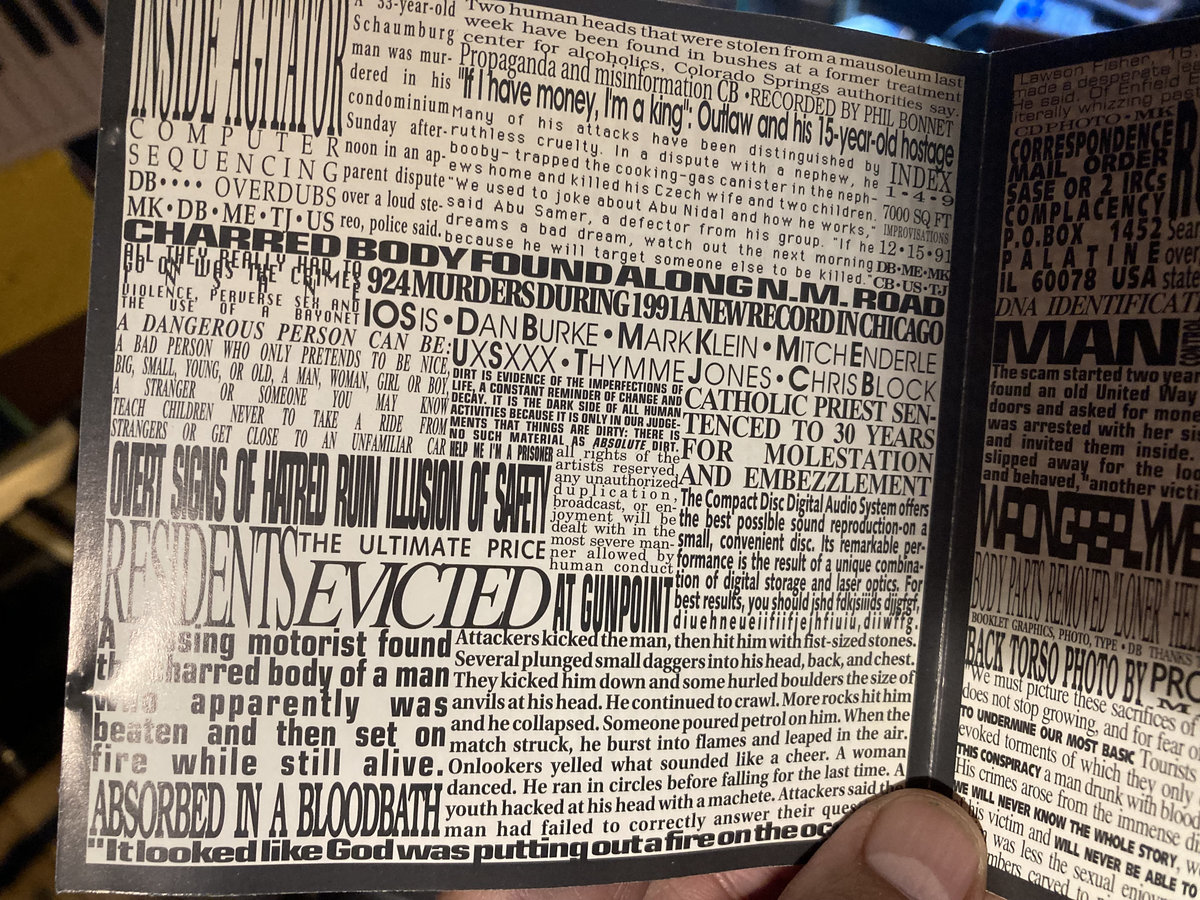 INSIDE AGITATOR
COMPUTER
SEQUENCING
DB•••• OVERDUBS
MK•DB•ME•TJ•US
A 33-year-old
Schaumburg
man was mur-
dered in his
condominium
Sunday after-
noon in an ap-
parent dispute
over a loud ste-
reo, police said.
Two human heads that were stolen from a mausoleum last
week have been found in bushes at a former treatment
center for alcoholics, Colorado Springs authorities say.
Propaganda and misinformation CB •RECORDED BY PHIL BONNET
"If I have money, I'm a king": Outlaw and his 15-year-old hostage
Many of his attacks have been distinguished by
ruthless cruelty. In a dispute with a nephew, he
booby- trapped the cooking-gas canister in the neph-
ews home and killed his Czech wife and two children.
"We used to joke about Abu Nidal and how he works,"
said Abu Samer, a defector from his group. "If he
dreams a bad dream, watch out the next morning
because he will target someone else to be killed."
INDEX
1-4-9
7000 SQ FT
IMPROVISATIONS
12•15•91
DB•ME•MK
CB•US•TJ
CHARRED BODY FOUND ALONG N.M. ROAD
ALL THEY REALLY HAD TO
GO ON WAS THE CRIMES
VIOLENCE, PERVERSE SEX AND
THE USE OF A BAYONET
924 MURDERS DURING 1991 A NEW RECORD IN CHICAGO
IOS IS•DAN BURKE•MARK KLEIN•MITCH ENDERLE
UXSXXX•THYMME JONES•CHRIS BLOCK
A DANGEROUS PERSON CAN BE:
A BAD PERSON WHO ONLY PRETENDS TO BE NICE,
BIG, SMALL, YOUNG, OR OLD, A MAN, WOMAN, GIRL OR BOY,
A STRANGER OR SOMEONE YOU MAY KNOW
TEACH CHILDREN NEVER TO TAKE A RIDE FROM
STRANGERS OR GET CLOSE TO AN UNFAMILIAR CAR
DIRT IS EVIDENCE OF THE IMPERFECTIONS OF
LIFE, A CONSTANT REMINDER OF CHANGE AND
DECAY. IT IS THE DARK SIDE OF ALL HUMAN
ACTIVITIES BECAUSE IT IS ONLY IN OUR JUDGE-
MENTS THAT THINGS ARE DIRTY; THERE IS
NO SUCH MATERIAL AS ABSOLUTE DIRT.
HELP ME I'M A PRISONER
CATHOLIC PRIEST SEN-
TENCED TO 30 YEARS
FOR MOLESTATION
AND EMBEZZLEMENT
OVERT SIGNS OF HATRED RUIN ILLUSION OF SAFETY
all rights of the
artists reserved,
any unauthorized
duplication,
broadcast, or en-
joyment will be
dealt with in the
most severe man-
ner allowed by
human conduct
The Compact Disc Digital Audio System offers
the best possible sound reproduction-on a
small, convenient disc. Its remarkable per-
formance is the result of a unique combina-
tion of digital storage and laser optics. For
best results, you should jshd fdkjsiiids dijgfgt,
diuehneueiifiifjejhfiuiu,diiwffg.
RESIDENTS
THE ULTIMATE PRICE
EVICTED
AT GUNPOINT
A sing motorist found
the charred body of a man
who apparently was
beaten and then set on
fire while still alive.
ABSORBED IN A BLOODBATH
Attackers kicked the man, then hit him with fist-sized stones.
Several plunged small daggers into his head, back, and chest.
They kicked him down and some hurled boulders the size of
anvils at his head. He continued to crawl. More rocks hit him
and he collapsed. Someone poured petrol on him. When the
match struck, he burst into flames and leaped in the air.
Onlookers yelled what sounded like a cheer. A woman
danced. He ran in circles before falling for the last time. A
youth hacked at his head with a machete. Attackers said the
man had failed to correctly answer their
"It looked like God was putting out a fire on the
Lawson Fisher,
made a desperate
He said. Of Enfield
literally whizzing past
CD PHOTO•MK
CORRESPONDENCE
MAIL ORDER
SASE OR 2 IRCs
COMPLACENCY
P.O.BOX 1452
PALATINE
IL 60078 USA
over
state
DNA IDENTIFICAT
MAN
The scam started two year
found an old United Way
doors and asked for mone
was arrested with her sis
and invited them inside.
slipped away for the loo
and behaved, "another victi
BODY PARTS REMOVED
BOOKLET GRAPHICS, PHOTO, TYPE•DB THANKS
BACK TORSO PHOTO BY
We must picture these sacrifices of
does not stop growing, and for fear o
TO UNDERMINE OUR MOST BASIC Tourists
evoked torments of which they only
THIS CONSPIRACY a man drunk with blood
His crimes arose from the immense
WE WILL NEVER KNOW THE WHOLE STORY,
his victim and WILL NEVER BE ABLE TO
was less the sexual
carved to